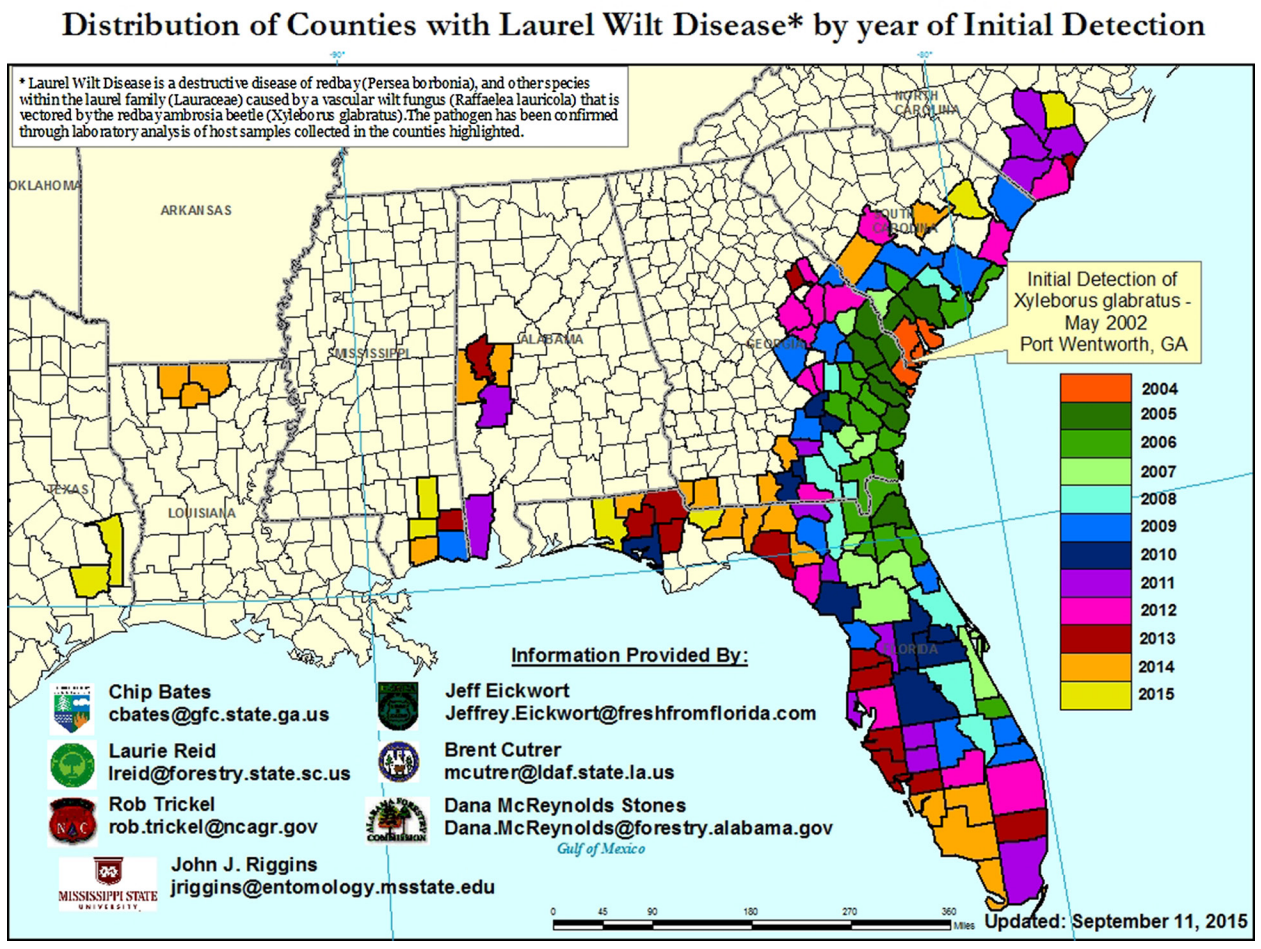 Distribution of Counties with Laurel Wilt Disease* by year of Initial Detection
-90°
-80°
* Laurel Wilt Disease is a destructive disease of redbay (Persea borbonia), and other species
within the laurel family (Lauraceae) caused by a vascular wilt fungus (Raffaelea lauricola) that is
vectored by the redbay ambrosia beetle (Xyleborus glabratus).The pathogen has been confirmed
through laboratory analysis of host samples collected in the counties highlighted.
NORTH
CAROLINA
OKLAHOMA
ARKANSAS
SOUTH
CAROLINA
Initial Detection of
Xyleborus glabratus -
May 2002
Port Wentworth, GA
MISSISSIPPI
ALABAMA
GEORGIA
TEXAS
LOUISIANA
FLORIDA
2004
2005
2006
2007
2008
2009
2010
2011
2012
2013
2014
2015
Information Provided By:
Chip Bates
cbates@gfc.state.ga.us
Jeff Eickwort
Jeffrey.Eickwort@freshfromflorida.com
Laurie Reid
lreid@forestry.state.sc.us
Brent Cutrer
mcutrer@ldaf.state.la.us
Rob Trickel
rob.trickel@ncagr.gov
N C
Dana McReynolds Stones
Dana.McReynolds@forestry.alabama.gov
ALABAMA FORESTRY
COMMISSION
John J. Riggins
jriggins@entomology.msstate.edu
MISSISSIPPI STATE
UNIVERSITY
Gulf of Mexico
0 45 90 180 270 360
Miles
Updated: September 11, 2015